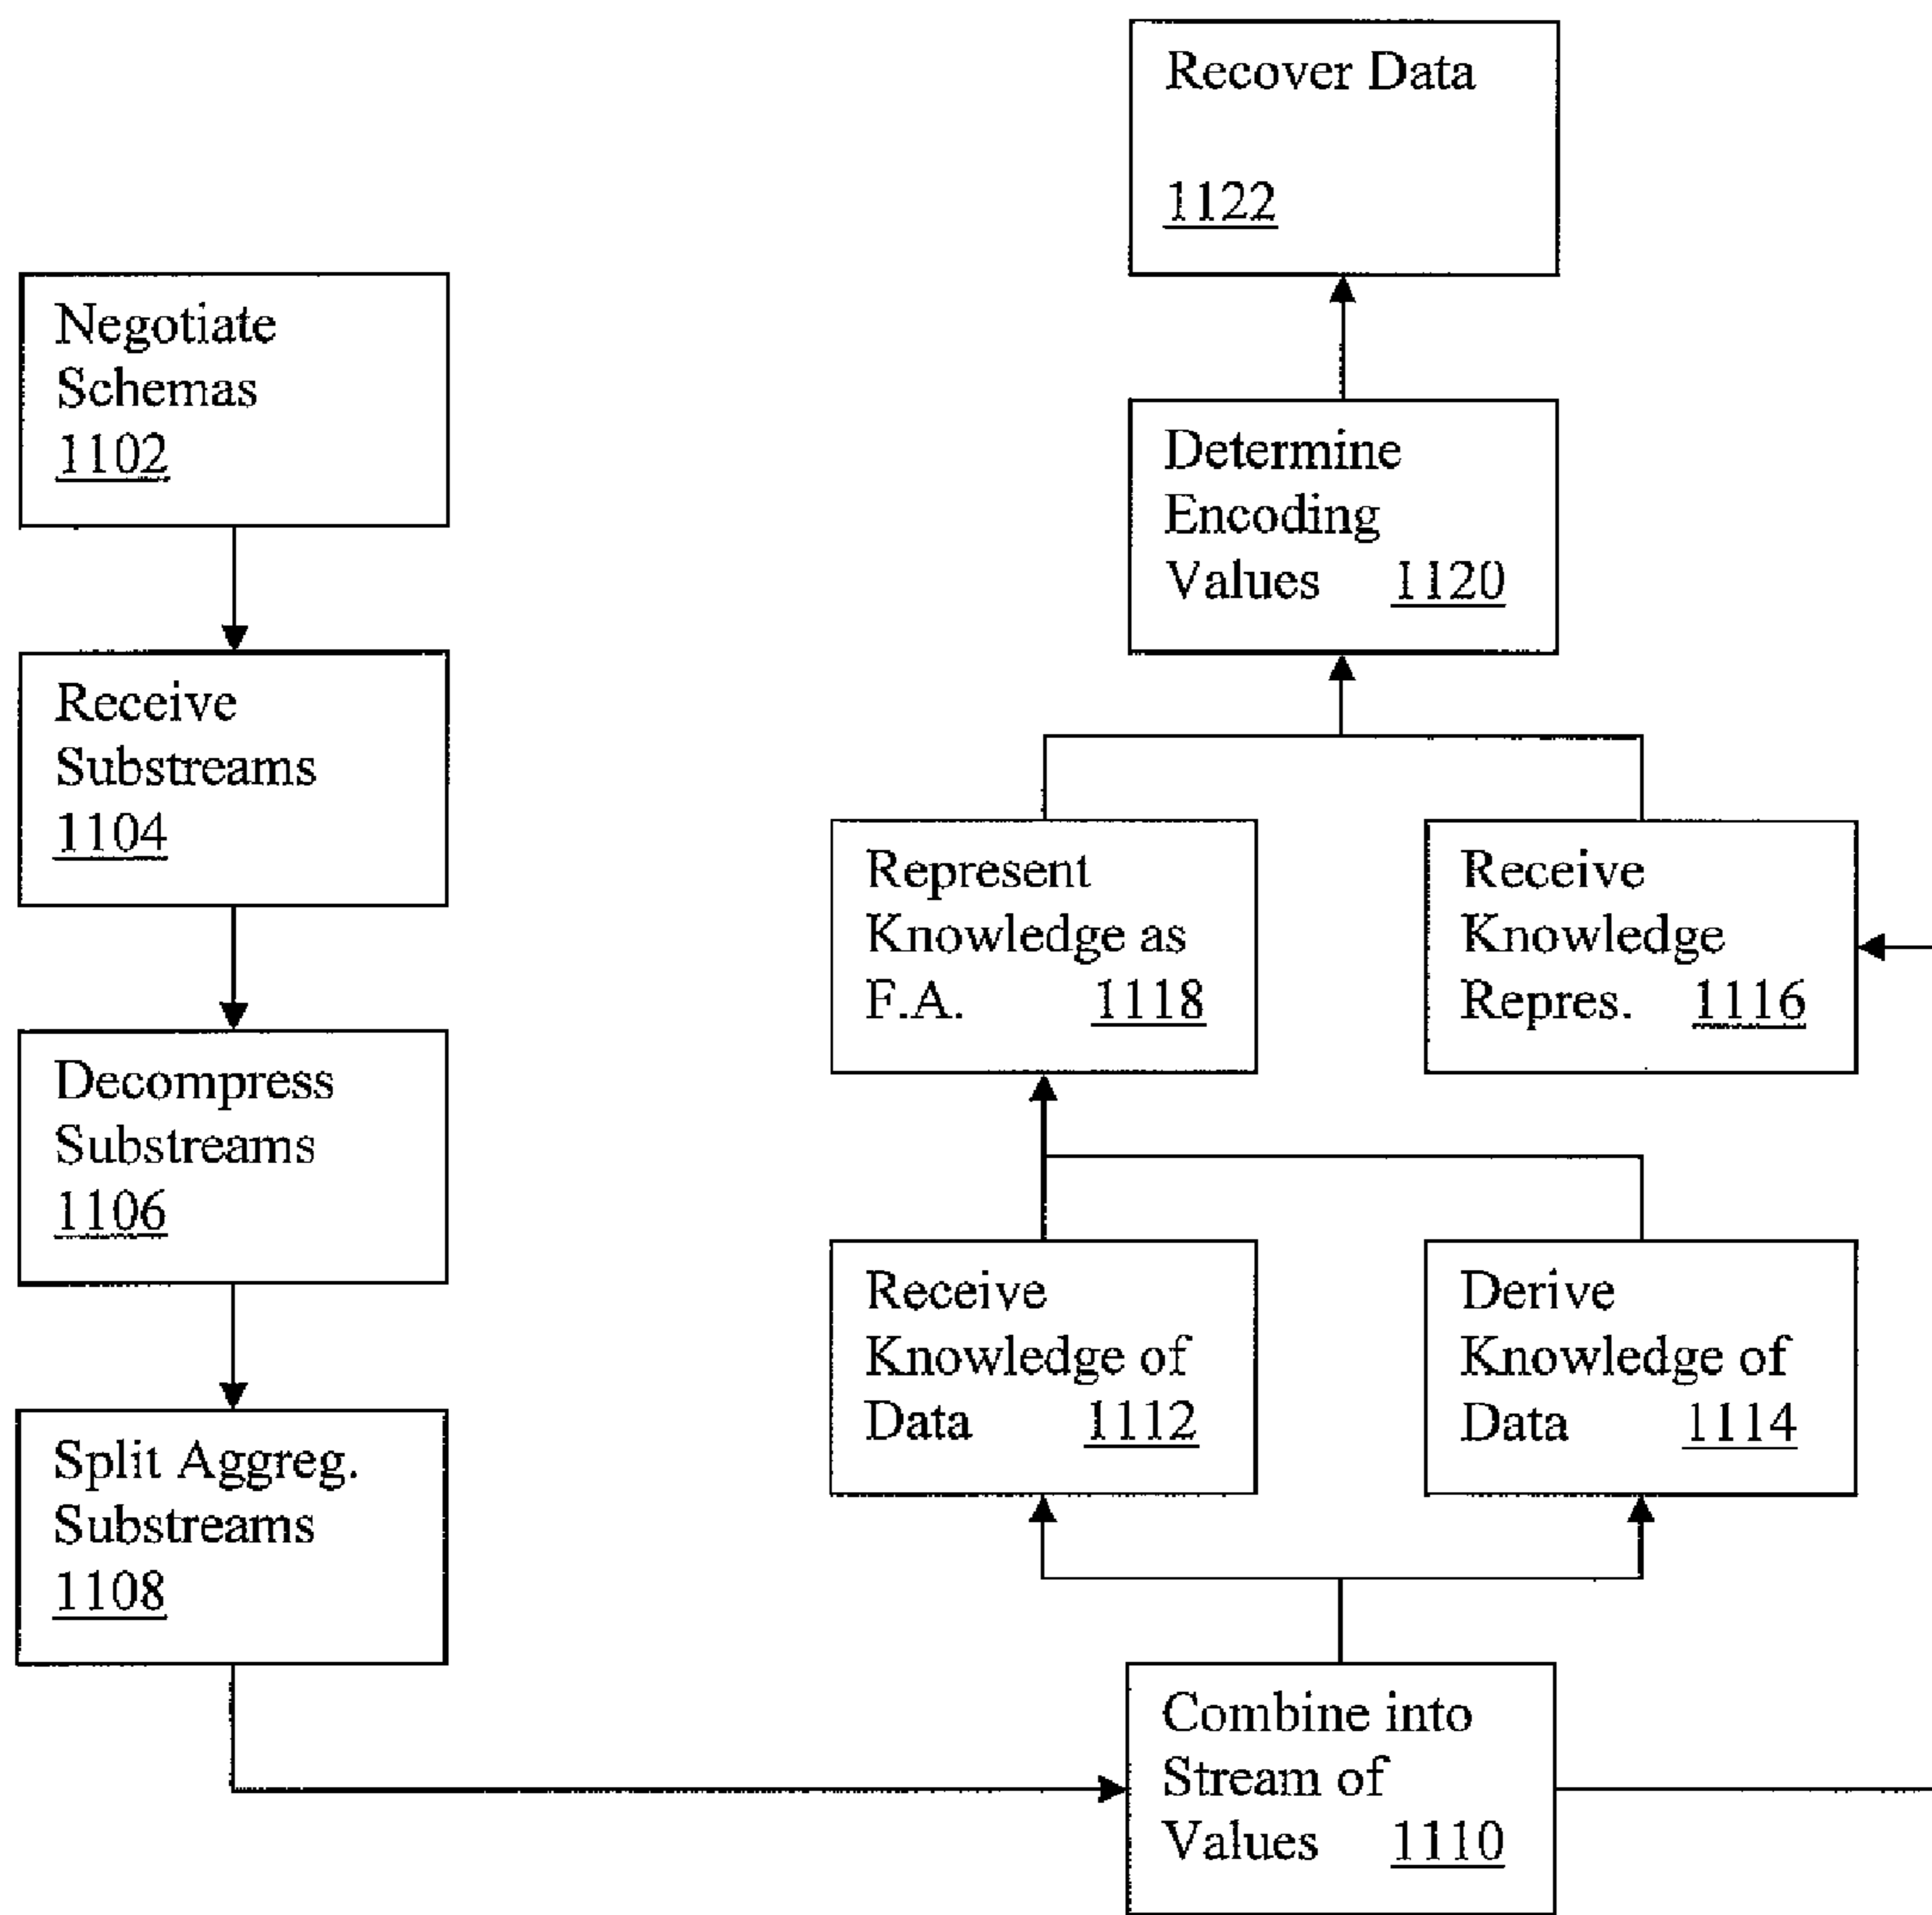 Negotiate
Schemas
1102
Receive
Substreams
1104
Decompress
Substreams
1106
Split Aggreg.
Substreams
1108
Combine into
Stream of
Values 1110
Receive
Knowledge of
Data 1112
Derive
Knowledge of
Data 1114
Represent
Knowledge as
F.A. 1118
Receive
Knowledge
Repres. 1116
Determine
Encoding
Values 1120
Recover Data
1122